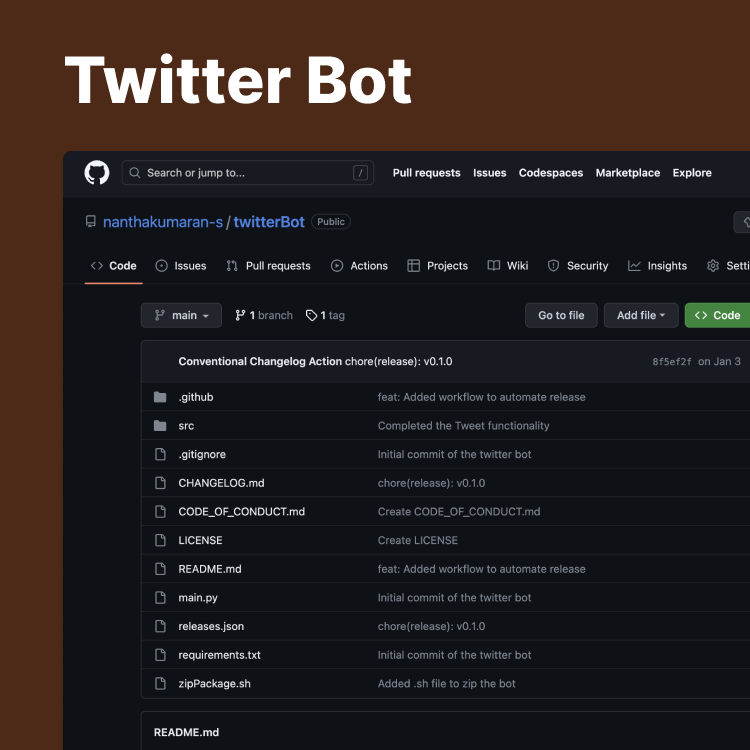 Twitter Bot
Search or jump to... / Pull requests Issues Codespaces Marketplace Explore
nanthakumaran-s / twitterBot Public
<> Code Issues Pull requests Actions Projects Wiki Security Insights Setti
main 1 branch 1 tag Go to file Add file <> Code
Conventional Changelog Action chore(release): v0.1.0 8f5ef2f on Jan 3
.github feat: Added workflow to automate release
src Completed the Tweet functionality
.gitignore Initial commit of the twitter bot
CHANGELOG.md chore(release): v0.1.0
CODE_OF_CONDUCT.md Create CODE_OF_CONDUCT.md
LICENSE Create LICENSE
README.md feat: Added workflow to automate release
main.py Initial commit of the twitter bot
releases.json chore(release): v0.1.0
requirements.txt Initial commit of the twitter bot
zipPackage.sh Added .sh file to zip the bot
README.md